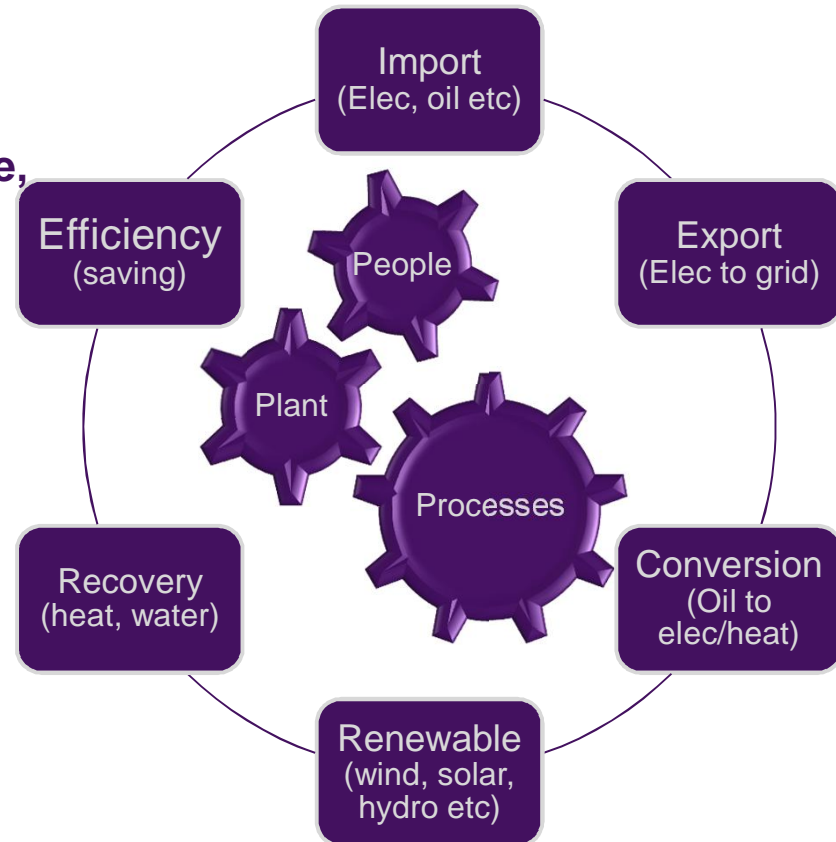 Import
(Elec, oil etc)
e,
Efficiency
(saving)
People
Export
(Elec to grid)
Plant
Processes
Recovery
(heat, water)
Conversion
(Oil to
elec/heat)
Renewable
(wind, solar,
hydro etc)